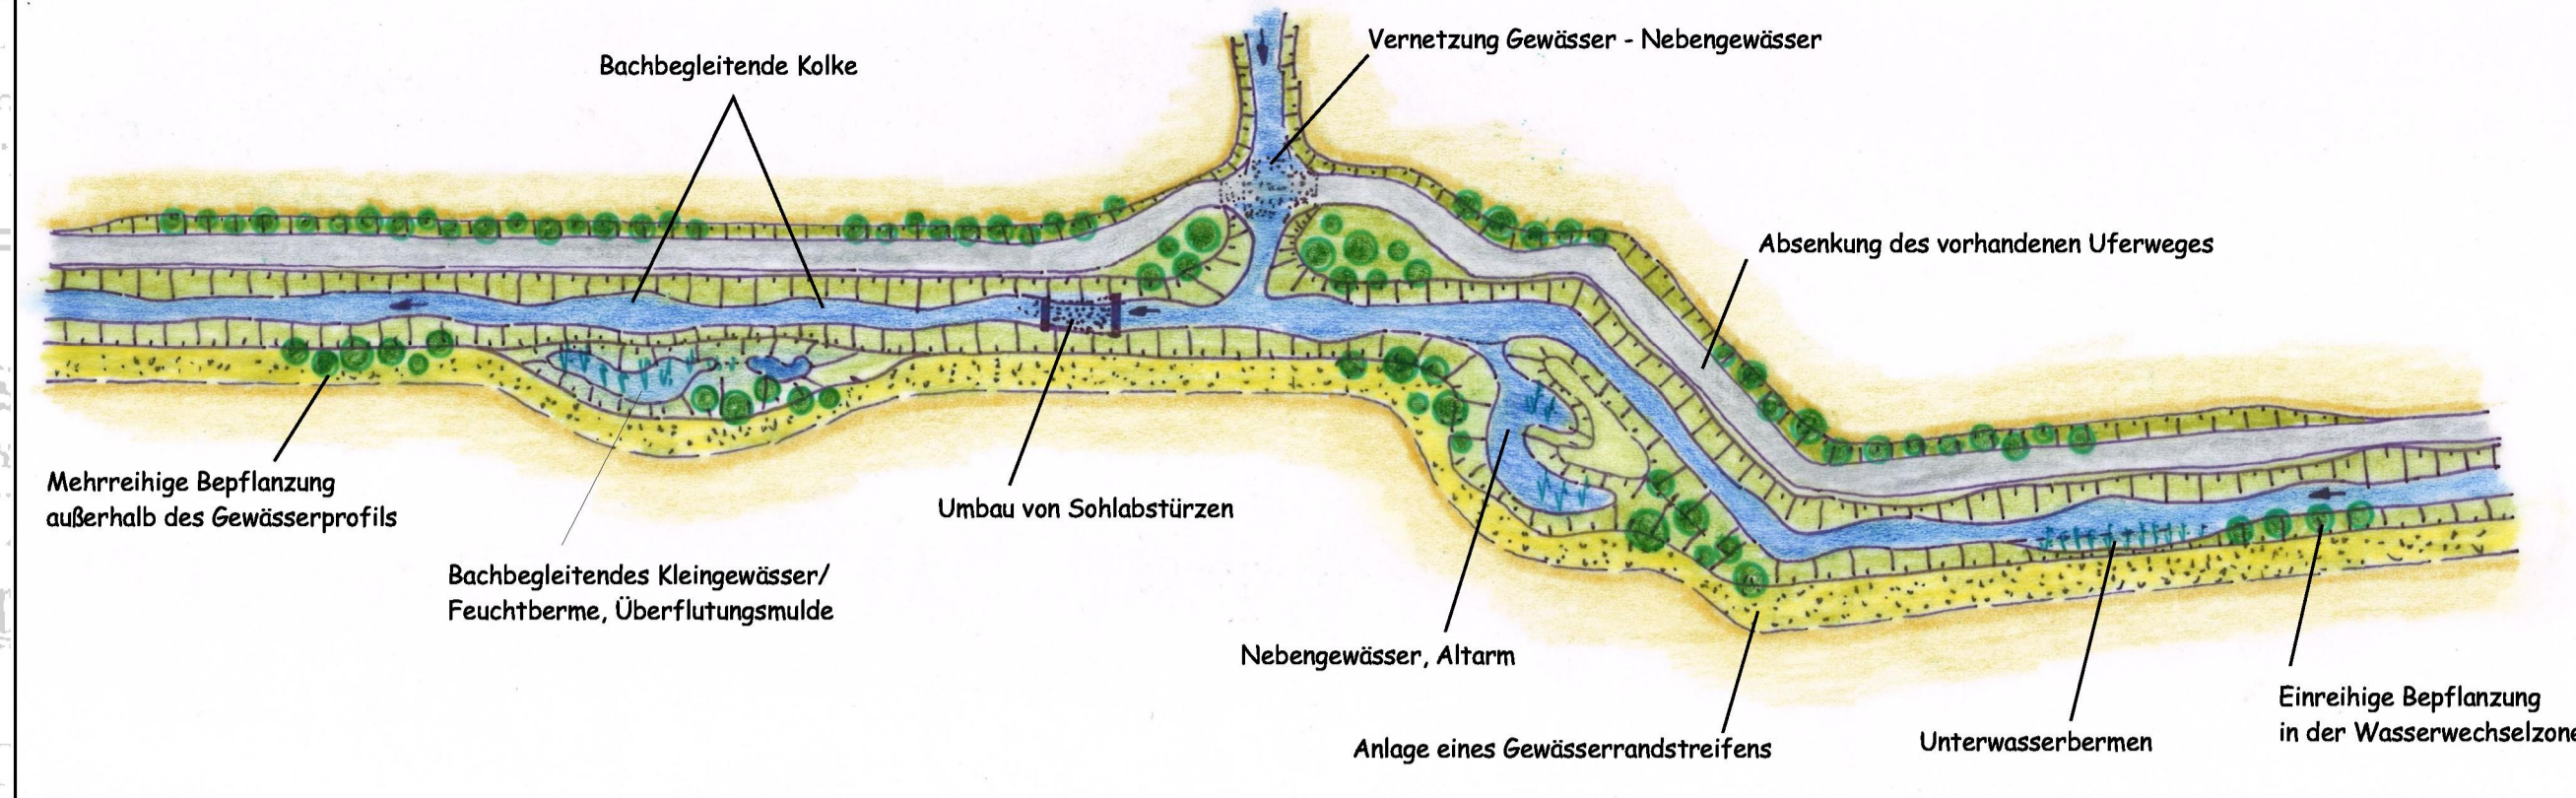 Vernetzung Gewässer - Nebengewässer
Bachbegleitende Kolke
Absenkung des vorhandenen Uferweges
Mehrreihige Bepflanzung
außerhalb des Gewässerprofils
Umbau von Sohlabstürzen
Bachbegleitendes Kleingewässer/
Feuchtberme, Überflutungsmulde
Nebengewässer, Altarm
Anlage eines Gewässerrandstreifens
Unterwasserbermen
Einreihige Bepflanzung
in der Wasserwechselzone